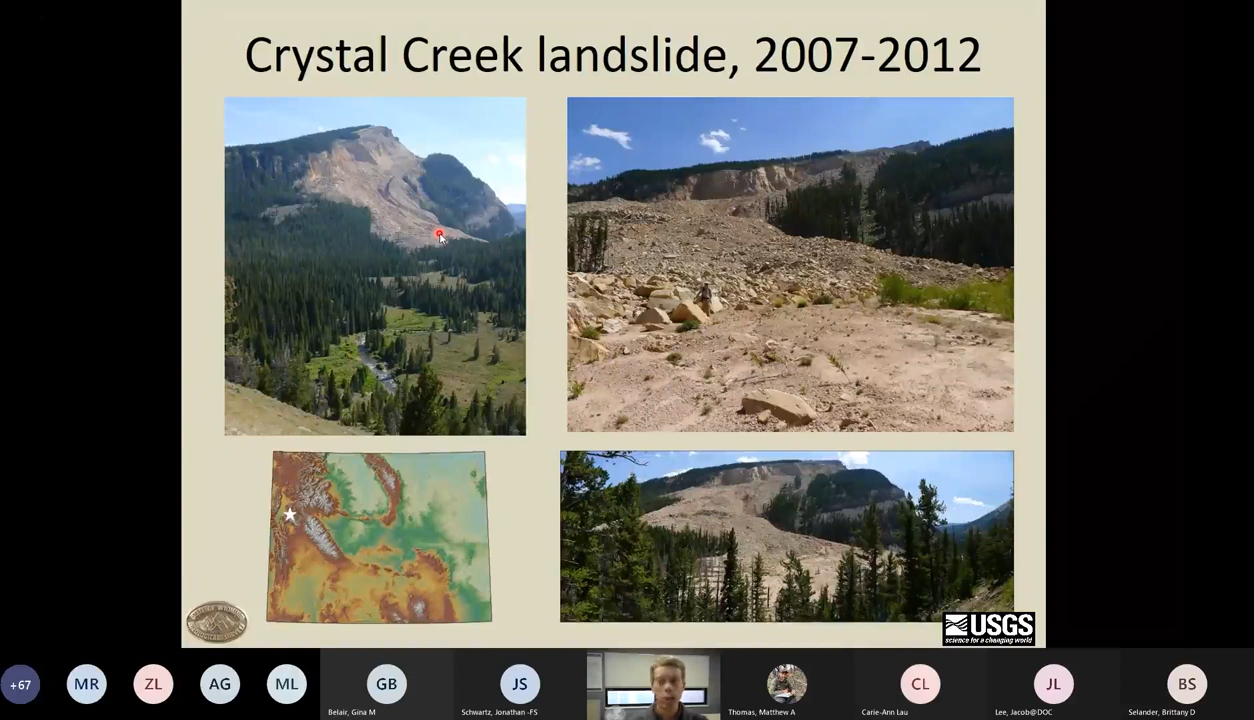 Crystal Creek landslide, 2007-2012
USGS
science for a changing world
+67
MR
ZL
AG
ML
GB
JS
CL
JL
BS
Belair, Gina M
Schwartz, Jonathan -FS
Thomas, Matthew A
Carie-Ann Lau
Lee, Jacob@DOC
Selander, Brittany D